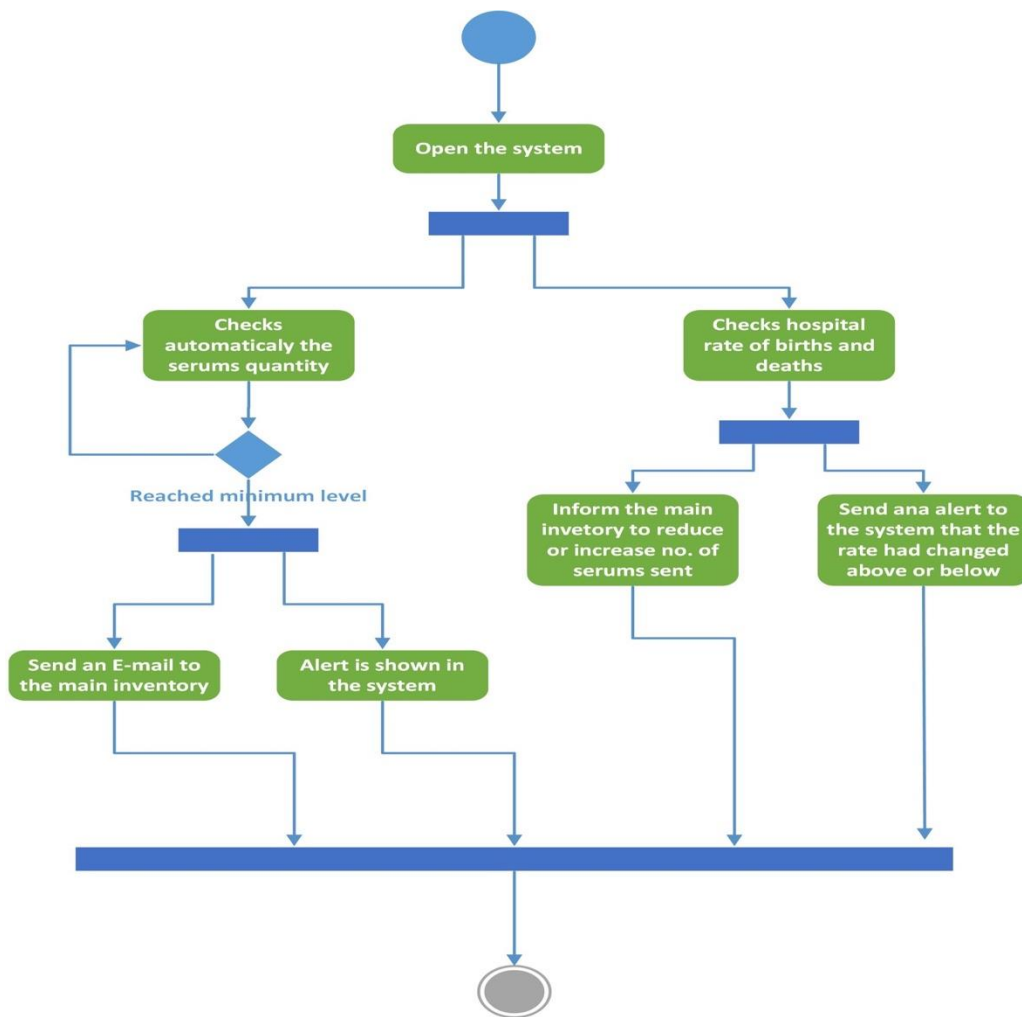 Open the system
Checks
automaticaly the
serums quantity
Checks hospital
rate of births and
deaths
Reached minimum level
Inform the main
invetory to reduce
or increase no. of
serums sent
Send ana alert to
the system that the
rate had changed
above or below
Send an E-mail to
the main inventory
Alert is shown in
the system